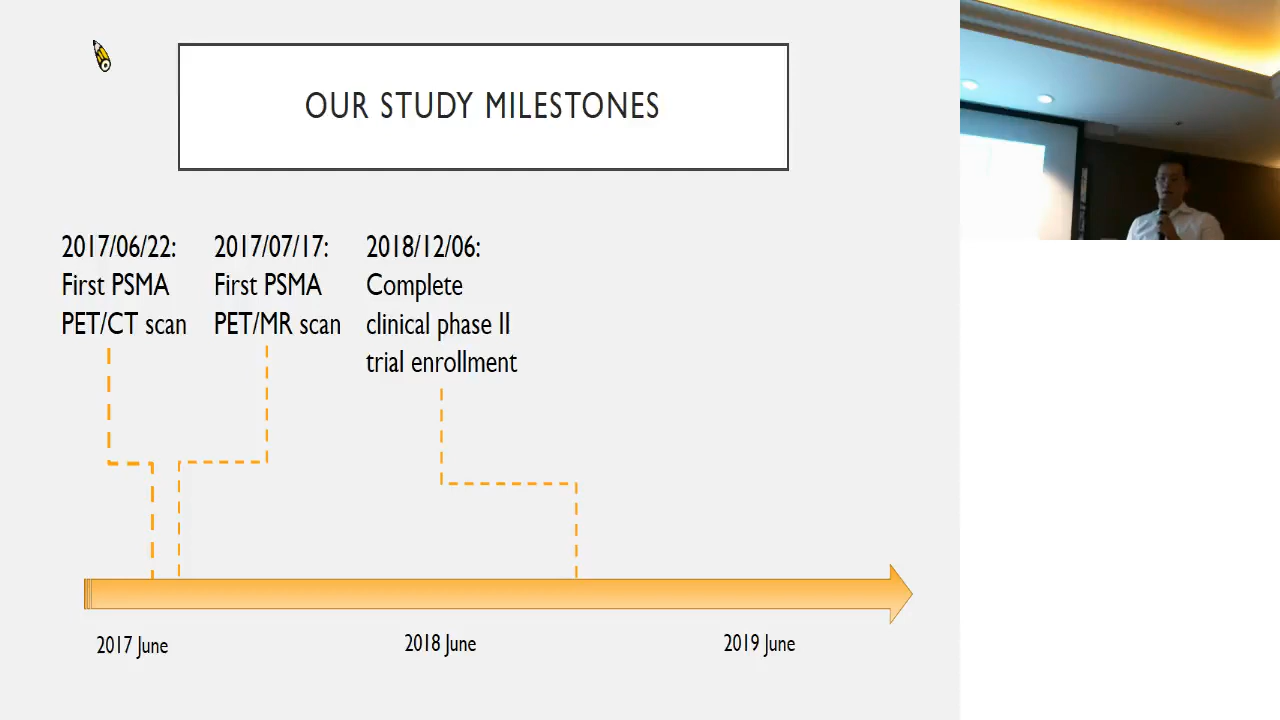 OUR STUDY MILESTONES
2017/06/22:
First PSMA
PET/CT scan
2017/07/17:
First PSMA
PET/MR scan
2018/12/06:
Complete
clinical phase II
trial enrollment
2017 June
2018 June
2019 June